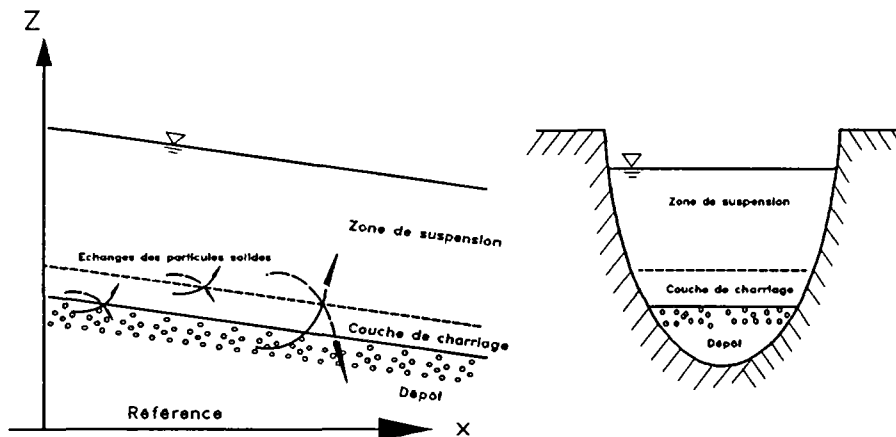 Z
Zone de suspension
Echanges des particules solides
Couche de charriage
Dépôt
Référence
x
Zone de suspension
Couche de charriage
Dépôt